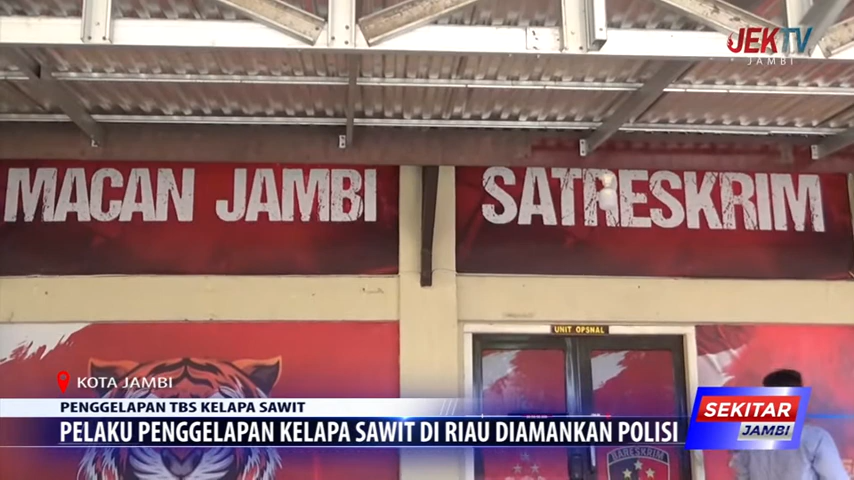 JEKTV
JAMBI
MACAN JAMBI
SATRESKRIM
UNIT OPSNAL
KOTA JAMBI
PENGGELAPAN TBS KELAPA SAWIT
PELAKU PENGGELAPAN KELAPA SAWIT DI RIAU DIAMANKAN POLISI
SEKITAR
JAMBI
BARESKRIM